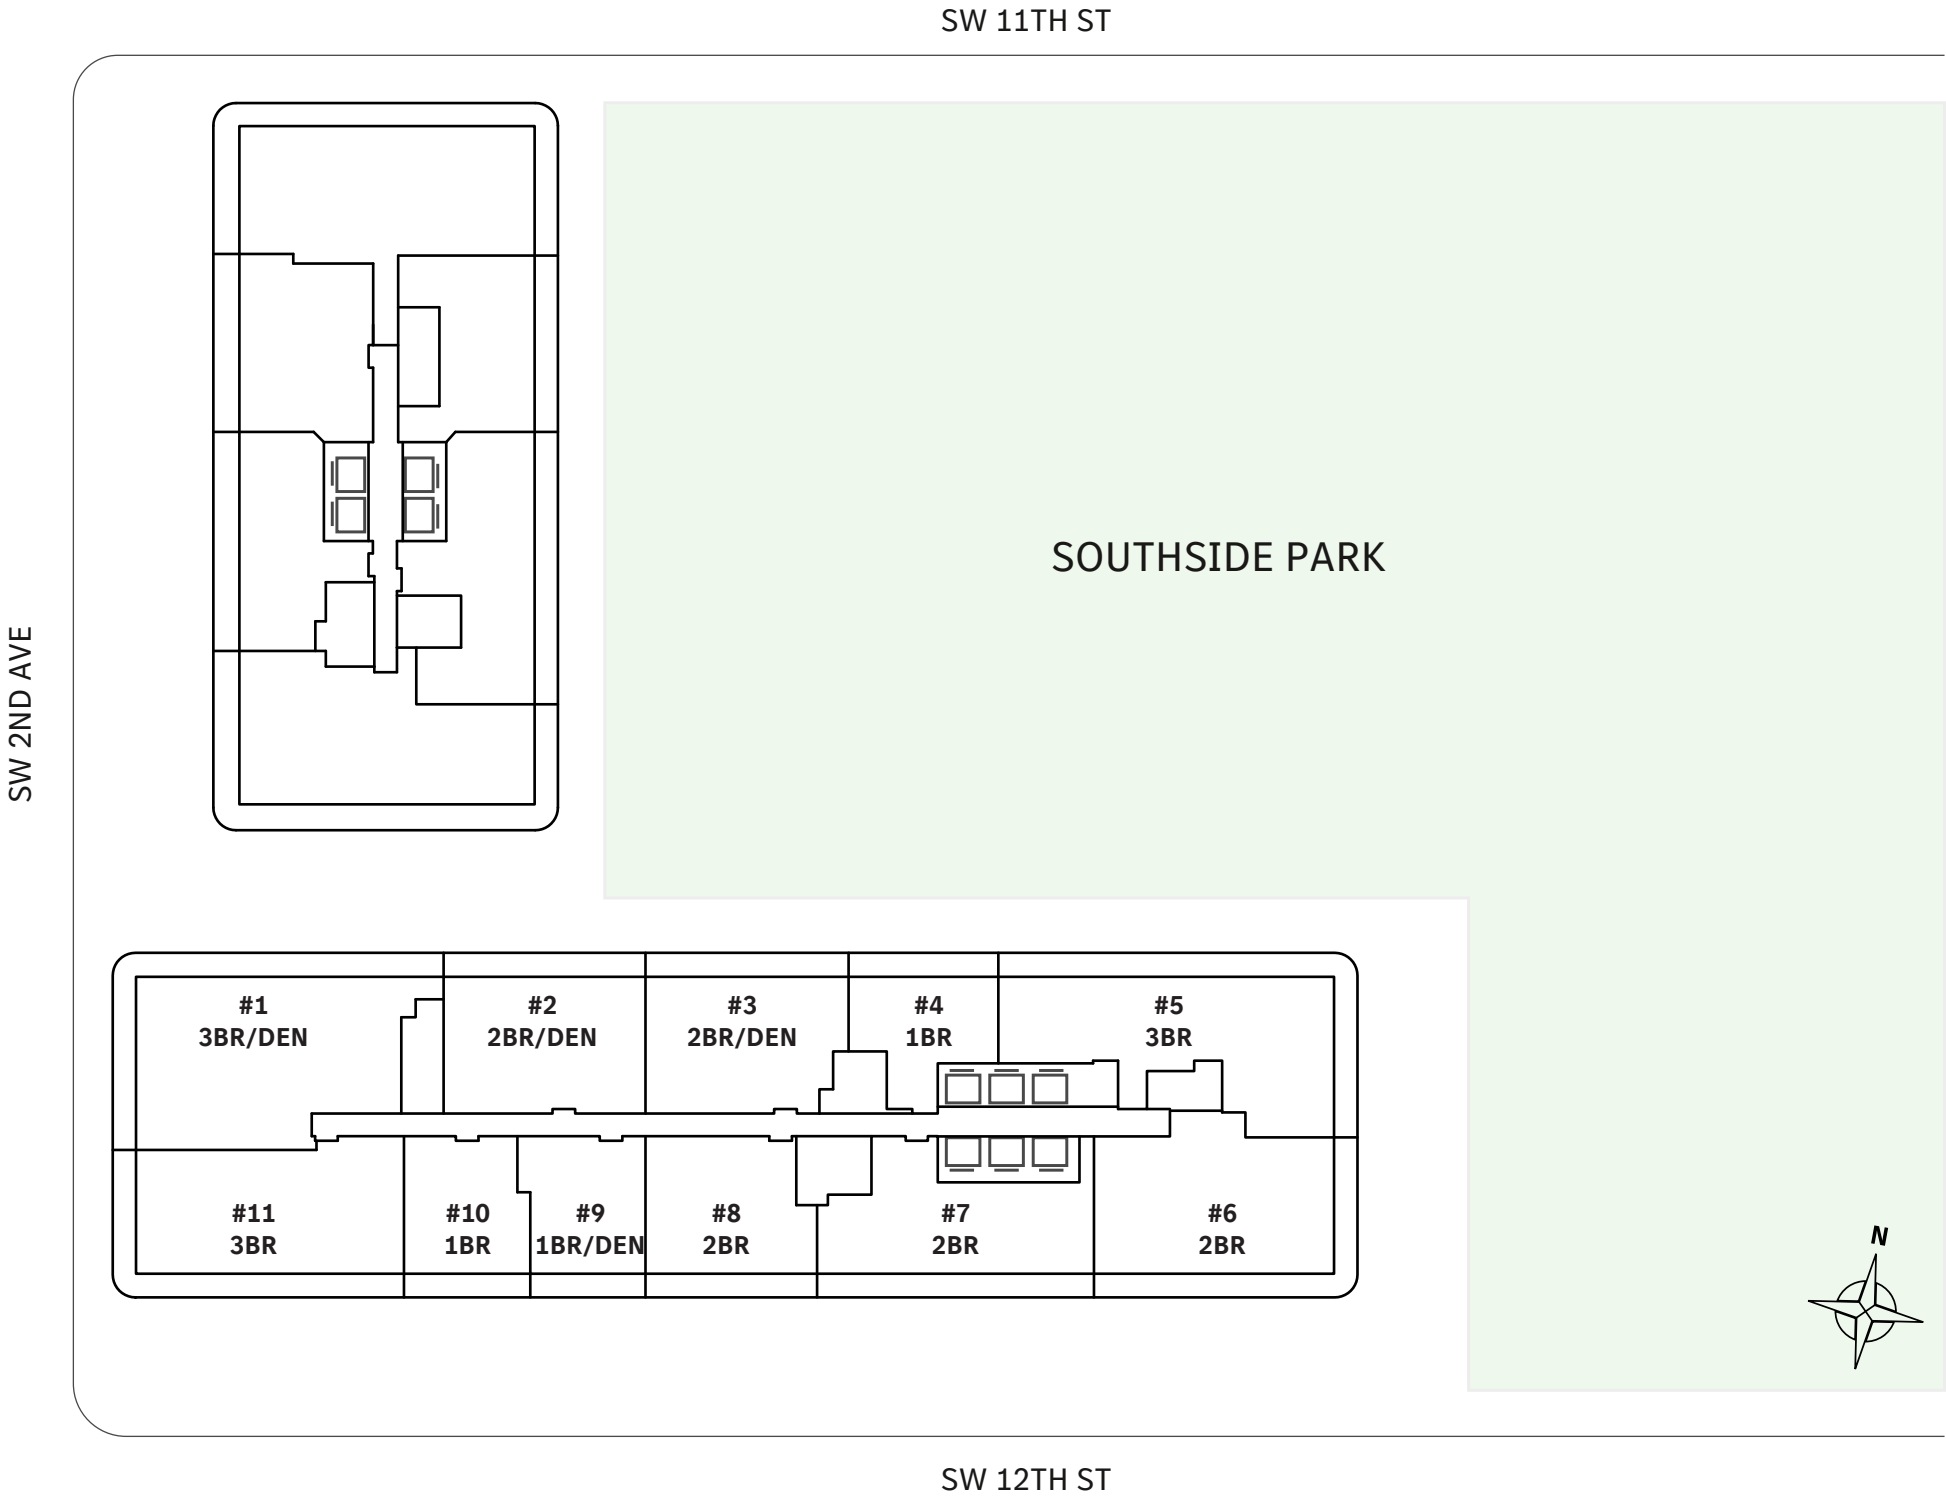 SW 11TH ST
SOUTHSIDE PARK
SW 2ND AVE
#1
3BR/DEN
#2
2BR/DEN
#3
2BR/DEN
#4
1BR
#5
3BR
#11
3BR
#10
1BR
#9
1BR/DEN
#8
2BR
#7
2BR
#6
2BR
N
SW 12TH ST